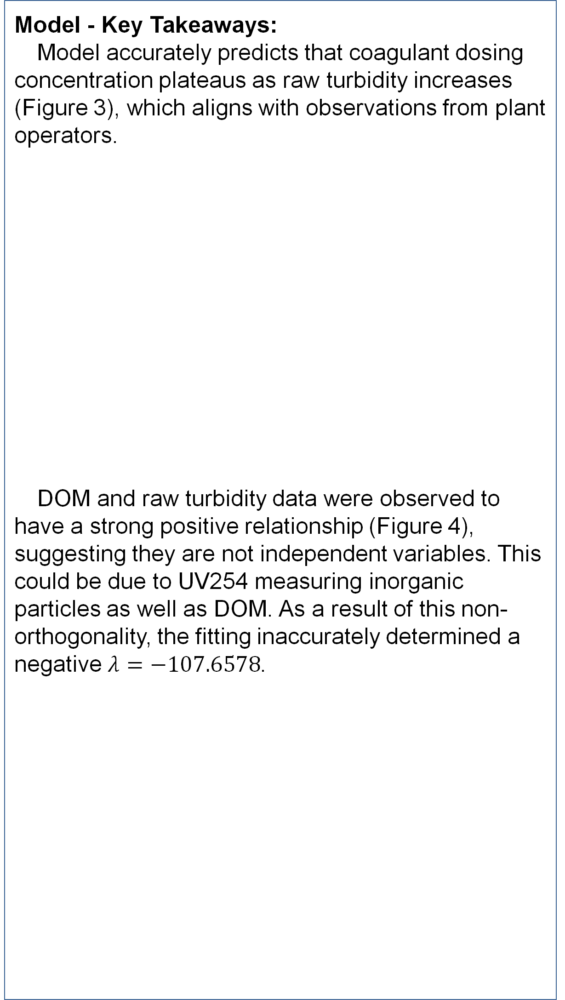 Model - Key Takeaways:
Model accurately predicts that coagulant dosing
concentration plateaus as raw turbidity increases
(Figure 3), which aligns with observations from plant
operators.
DOM and raw turbidity data were observed to
have a strong positive relationship (Figure 4),
suggesting they are not independent variables. This
could be due to UV254 measuring inorganic
particles as well as DOM. As a result of this non-
orthogonality, the fitting inaccurately determined a
negative 𝜆 = −107.6578.